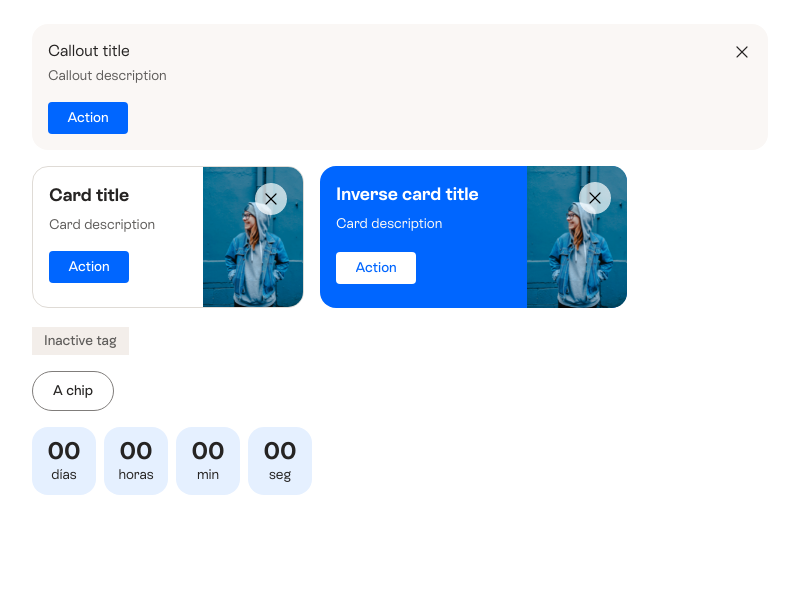 Callout title
Callout description
Action
Card title
Card description
Action
Inverse card title
Card description
Action
Inactive tag
A chip
00 00 00 00
días horas min seg